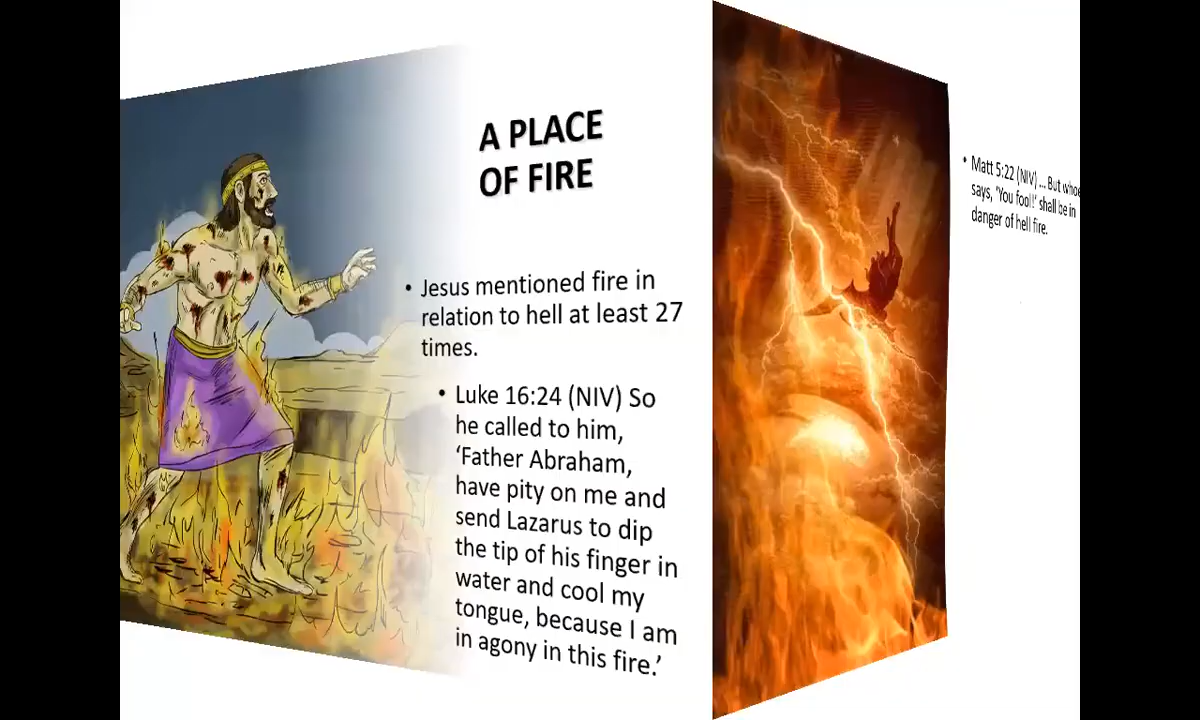 A PLACE
OF FIRE
• Jesus mentioned fire in
relation to hell at least 27
times.
• Luke 16:24 (NIV) So
he called to him,
‘Father Abraham,
have pity on me and
send Lazarus to dip
the tip of his finger in
water and cool my
tongue, because I am
in agony in this fire.’
• Matt 5:22 (NIV) ... But
says, 'You fool!' shall be in
danger of hell fire.